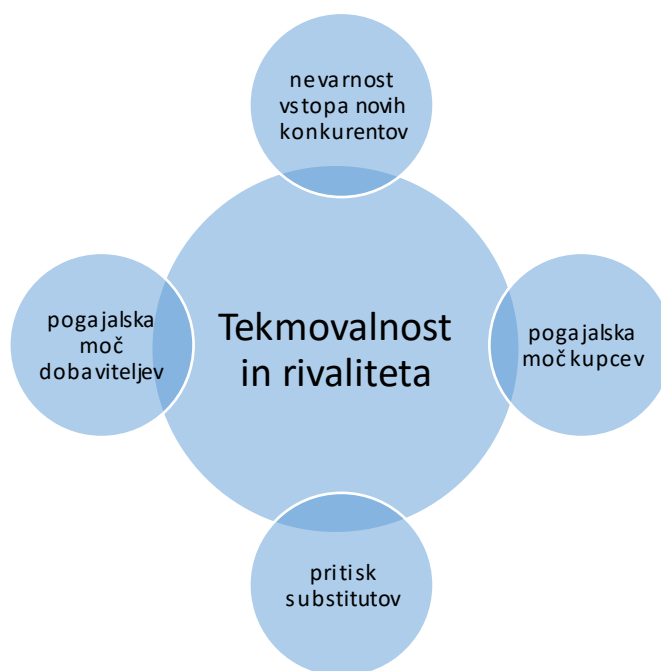 nevarnost
vstopa novih
konkurentov
pogajalska
moč
dobaviteljev
Tekmovalnost
in rivaliteta
pogajalska
moč kupcev
pritisk
substitutov